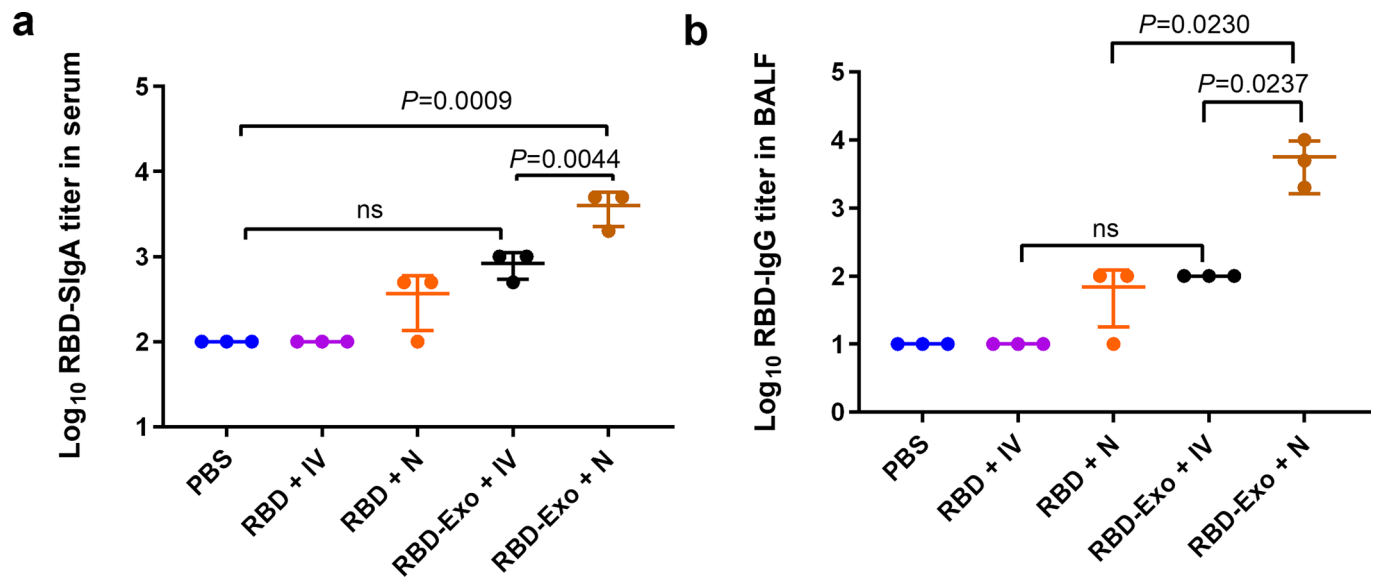 a
Log10 RBD-SIgA titer in serum
5
4
3
2
1
P=0.0009
P=0.0044
ns
PBS
RBD + IV
RBD + N
RBD-Exo + IV
RBD-Exo + N
b
Log10 RBD-IgG titer in BALF
5
4
3
2
1
0
P=0.0230
P=0.0237
ns
PBS
RBD + IV
RBD + N
RBD-Exo + IV
RBD-Exo + N